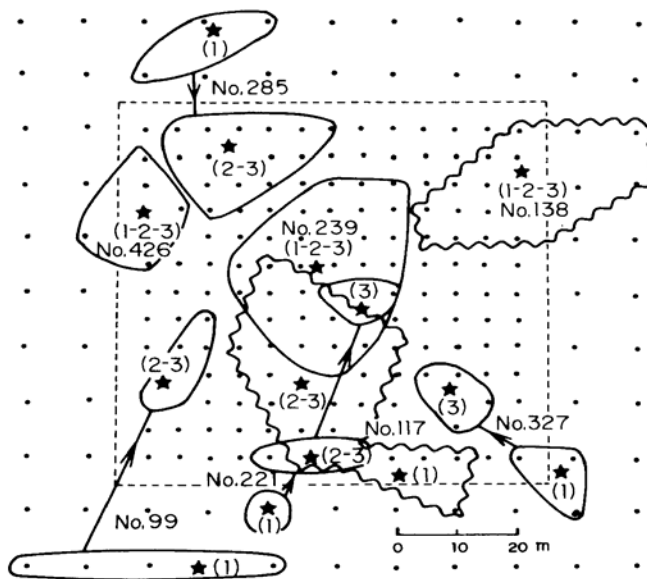 (1)
No.285
(2-3)
(1-2-3)
No.138
(1-2-3)
No.426
No.239
(1-2-3)
(3)
(2-3)
(2-3)
(3)
No.117
No.327
(2-3)
No.221
(1)
(1)
No.99
(1)
(1)
0 10 20 m